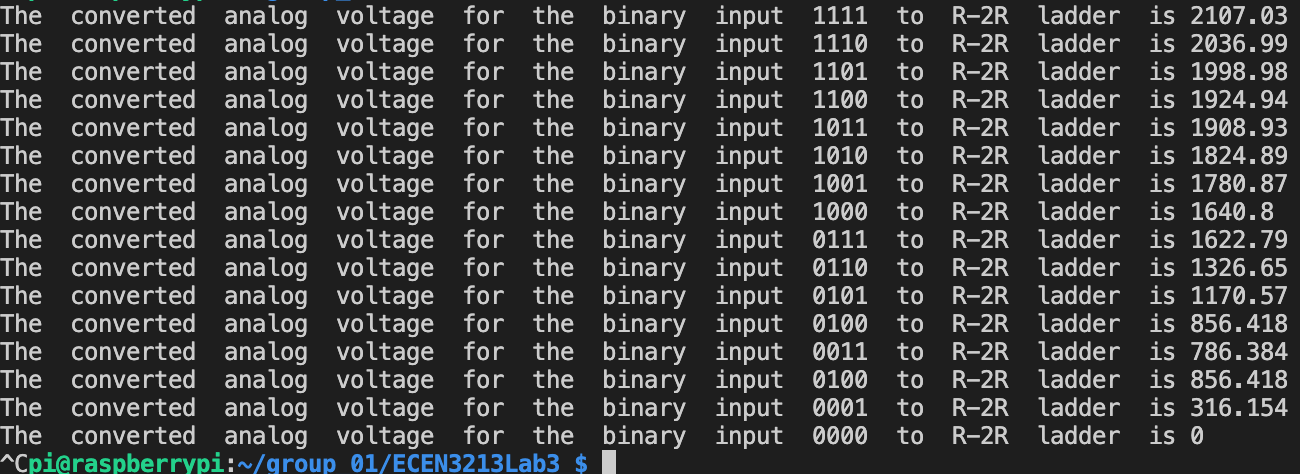 The converted analog voltage for the binary input 1111 to R-2R ladder is 2107.03
The converted analog voltage for the binary input 1110 to R-2R ladder is 2036.99
The converted analog voltage for the binary input 1101 to R-2R ladder is 1998.98
The converted analog voltage for the binary input 1100 to R-2R ladder is 1924.94
The converted analog voltage for the binary input 1011 to R-2R ladder is 1908.93
The converted analog voltage for the binary input 1010 to R-2R ladder is 1824.89
The converted analog voltage for the binary input 1001 to R-2R ladder is 1780.87
The converted analog voltage for the binary input 1000 to R-2R ladder is 1640.8
The converted analog voltage for the binary input 0111 to R-2R ladder is 1622.79
The converted analog voltage for the binary input 0110 to R-2R ladder is 1326.65
The converted analog voltage for the binary input 0101 to R-2R ladder is 1170.57
The converted analog voltage for the binary input 0100 to R-2R ladder is 856.418
The converted analog voltage for the binary input 0011 to R-2R ladder is 786.384
The converted analog voltage for the binary input 0100 to R-2R ladder is 856.418
The converted analog voltage for the binary input 0001 to R-2R ladder is 316.154
The converted analog voltage for the binary input 0000 to R-2R ladder is 0
^Cpi@raspberrypi:~/group_01/ECEN3213Lab3 $